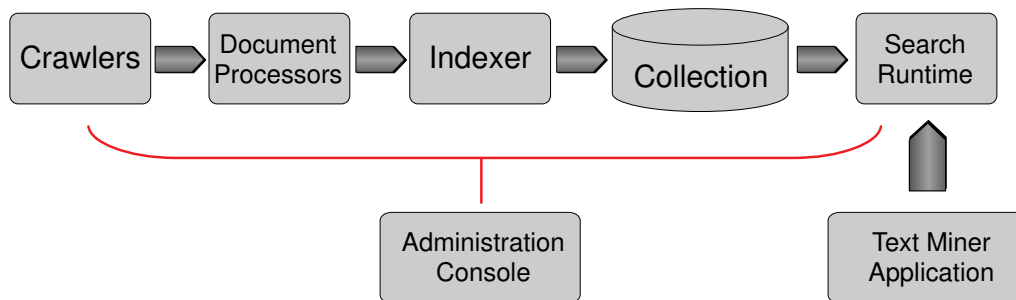 Crawlers
Document
Processors
Indexer
Collection
Search
Runtime
Administration
Console
Text Miner
Application